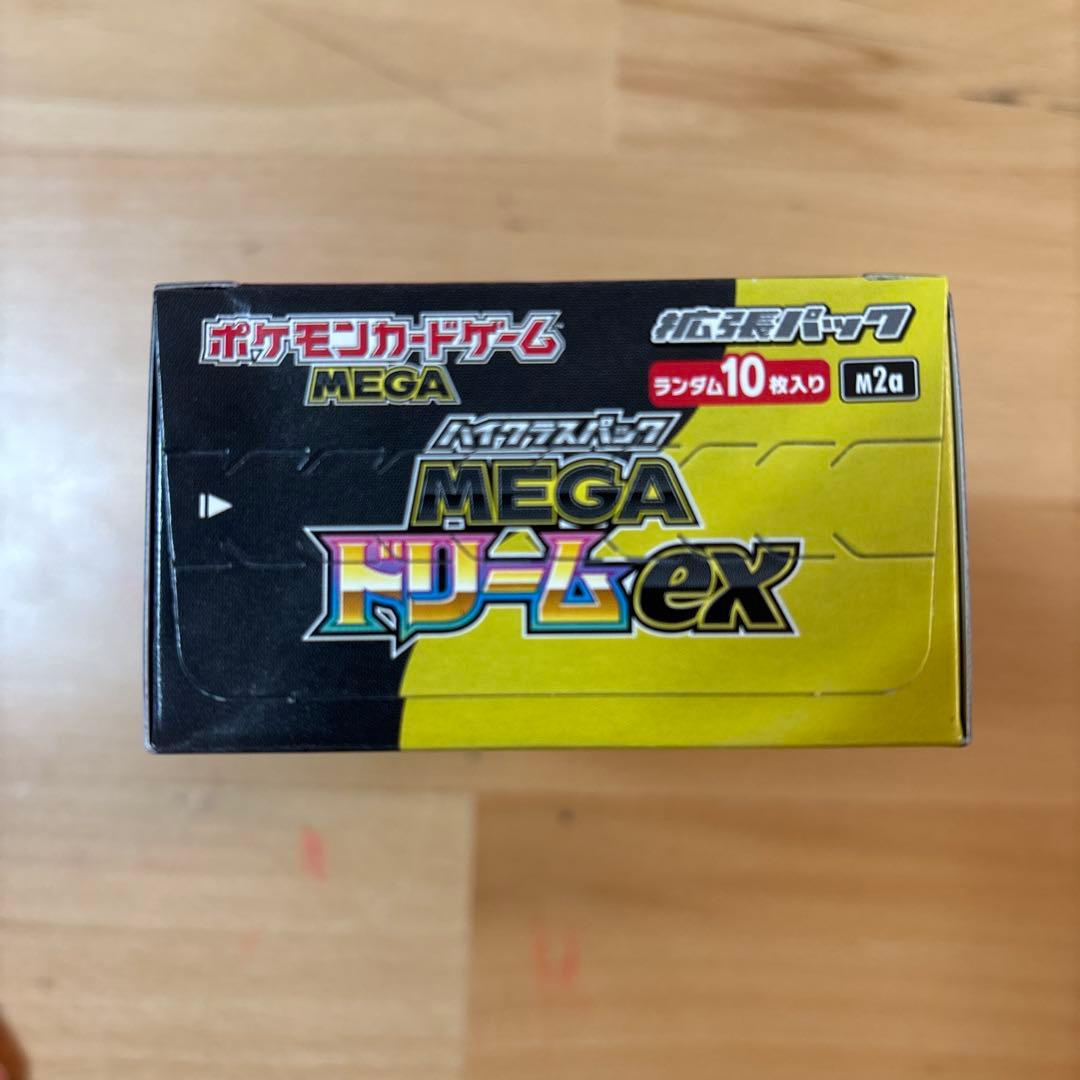 ポケモンカードゲーム
MEGA
拡張パック
ランダム10枚入り
M2a
ハイクラスパック
MEGA
ドリームex